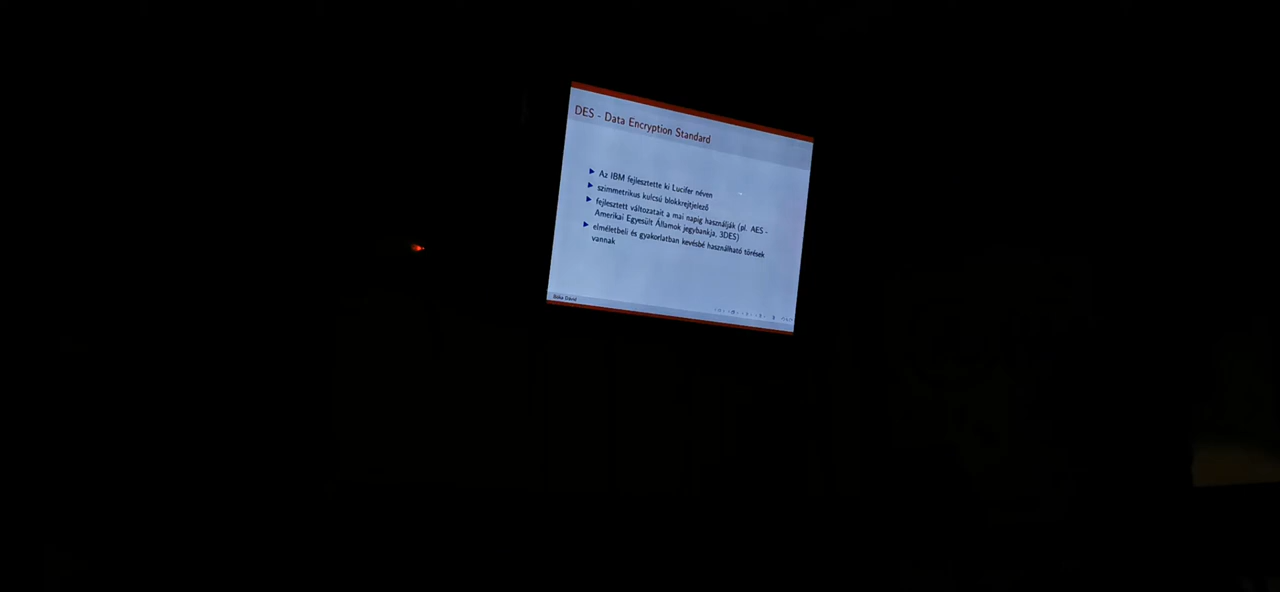 DES - Data Encryption Standard
Az IBM fejlesztette ki Lucifer néven
szimmetrikus kulcsú blokkrejtjelező
fejlesztett változatait a mai napig használják (pl. AES -
Amerikai Egyesült Államok jegybankja, 3DES)
elméletbeli és gyakorlatban kevésbé használható törések
vannak
Dávid